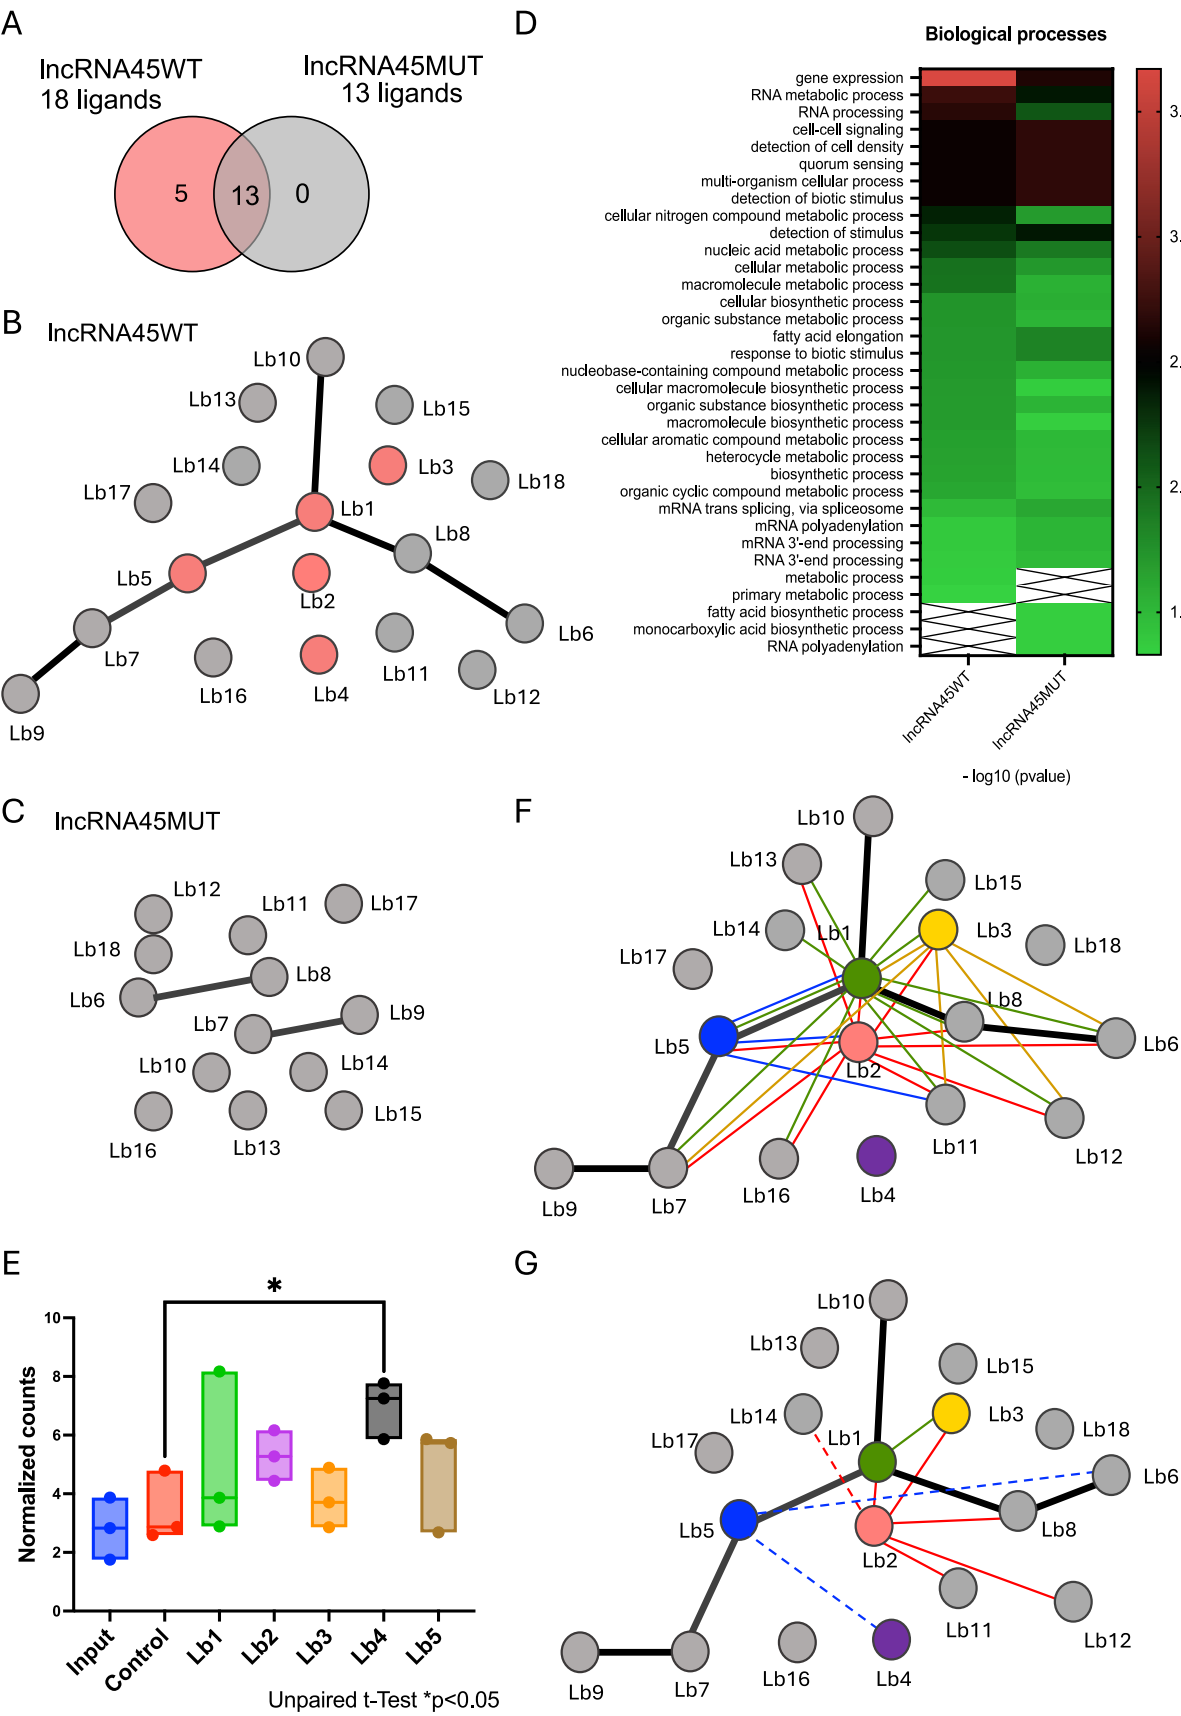 A
lncRNA45WT
18 ligands
lncRNA45MUT
13 ligands
5
13
0
B
lncRNA45WT
Lb10
Lb13
Lb15
Lb14
Lb3
Lb17
Lb18
Lb1
Lb8
Lb5
Lb2
Lb6
Lb7
Lb11
Lb16
Lb4
Lb12
Lb9
C
lncRNA45MUT
Lb12
Lb11
Lb17
Lb18
Lb8
Lb6
Lb9
Lb7
Lb10
Lb14
Lb15
Lb16
Lb13
D
Biological processes
gene expression
RNA metabolic process
RNA processing
cell-cell signaling
detection of cell density
quorum sensing
multi-organism cellular process
detection of biotic stimulus
cellular nitrogen compound metabolic process
detection of stimulus
nucleic acid metabolic process
cellular metabolic process
macromolecule metabolic process
cellular biosynthetic process
organic substance metabolic process
fatty acid elongation
response to biotic stimulus
nucleobase-containing compound metabolic process
cellular macromolecule biosynthetic process
organic substance biosynthetic process
macromolecule biosynthetic process
cellular aromatic compound metabolic process
heterocycle metabolic process
biosynthetic process
organic cyclic compound metabolic process
mRNA trans splicing, via spliceosome
mRNA polyadenylation
mRNA 3'-end processing
RNA 3'-end processing
metabolic process
primary metabolic process
fatty acid biosynthetic process
monocarboxylic acid biosynthetic process
RNA polyadenylation
3.
3.
2.
2.
1.
lncRNA45WT
lncRNA45MUT
- log10 (pvalue)
E
*
Normalized counts
10
8
6
4
2
0
Input
Control
Lb1
Lb2
Lb3
Lb4
Lb5
Unpaired t-Test *p<0.05
F
Lb10
Lb13
Lb15
Lb14
Lb1
Lb3
Lb18
Lb17
Lb8
Lb5
Lb2
Lb6
Lb11
Lb12
Lb9
Lb7
Lb16
Lb4
G
Lb10
Lb13
Lb15
Lb14
Lb3
Lb1
Lb18
Lb17
Lb6
Lb5
Lb8
Lb2
Lb11
Lb12
Lb9
Lb7
Lb16
Lb4